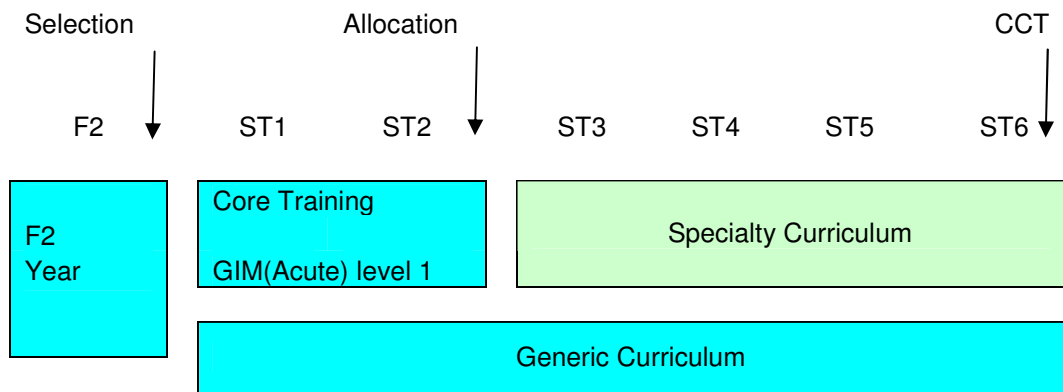 Selection Allocation CCT
F2 ST1 ST2 ST3 ST4 ST5 ST6
F2
Year
Core Training
GIM(Acute) level 1
Specialty Curriculum
Generic Curriculum